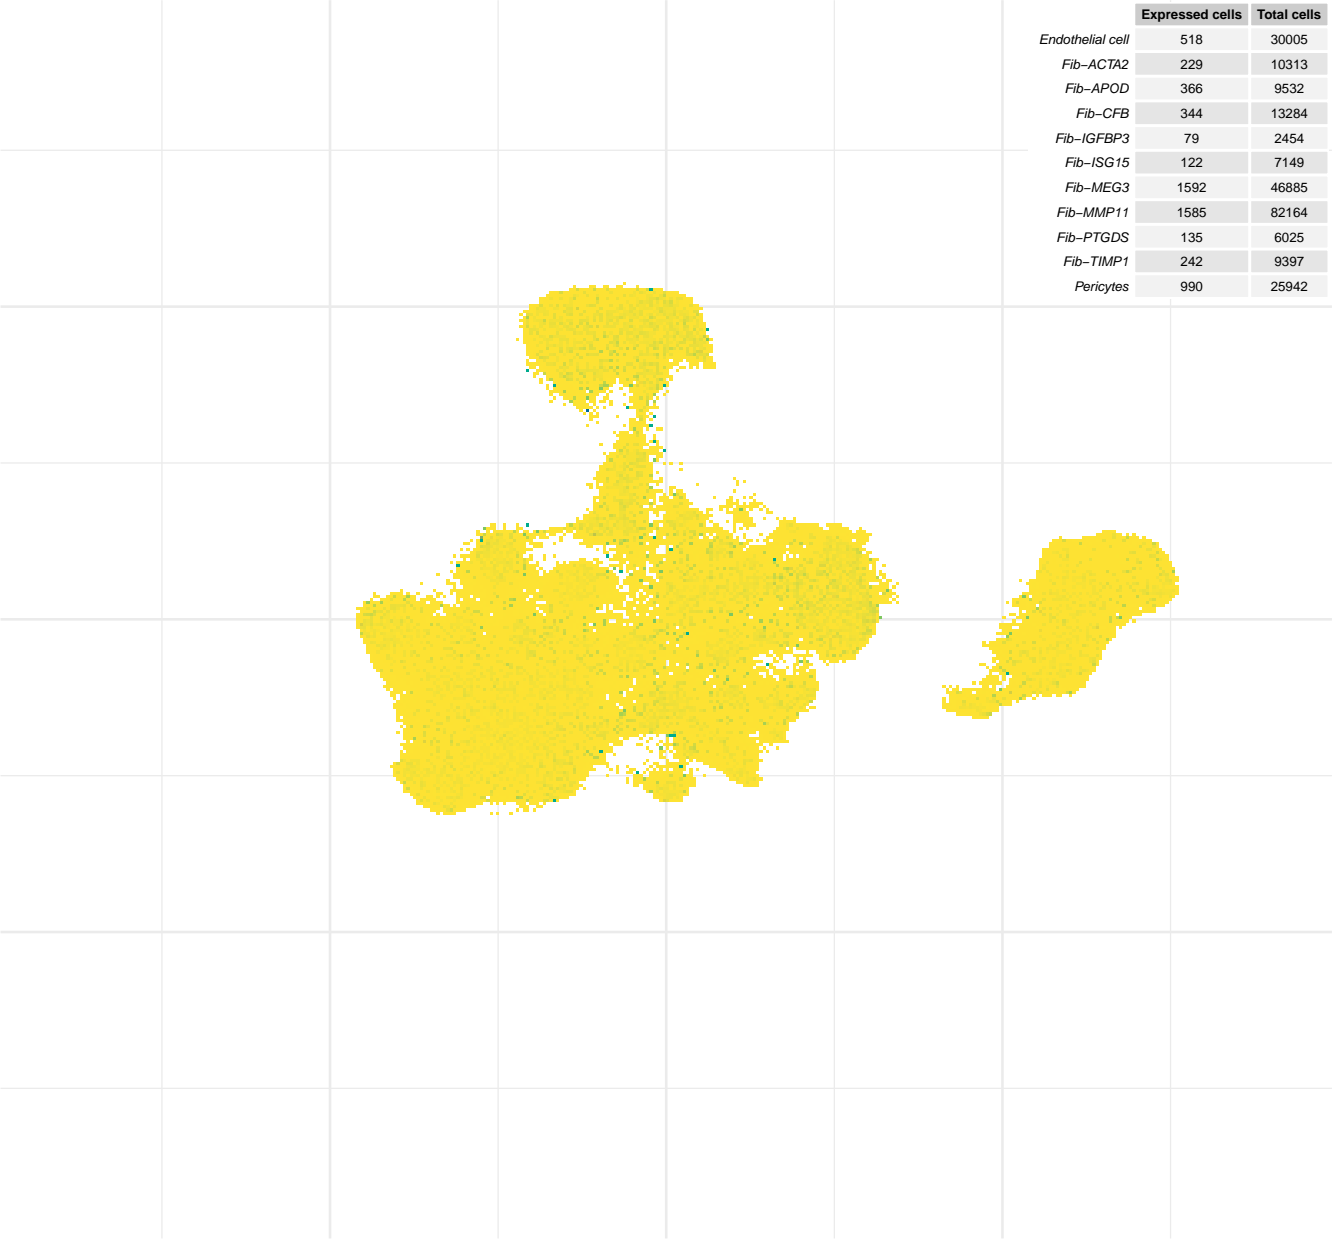 Expressed cells Total cells
Endothelial cell 518 30005
Fib−ACTA2 229 10313
Fib−APOD 366 9532
Fib−CFB 344 13284
Fib−IGFBP3 79 2454
Fib−ISG15 122 7149
Fib−MEG3 1592 46885
Fib−MMP11 1585 82164
Fib−PTGDS 135 6025
Fib−TIMP1 242 9397
Pericytes 990 25942